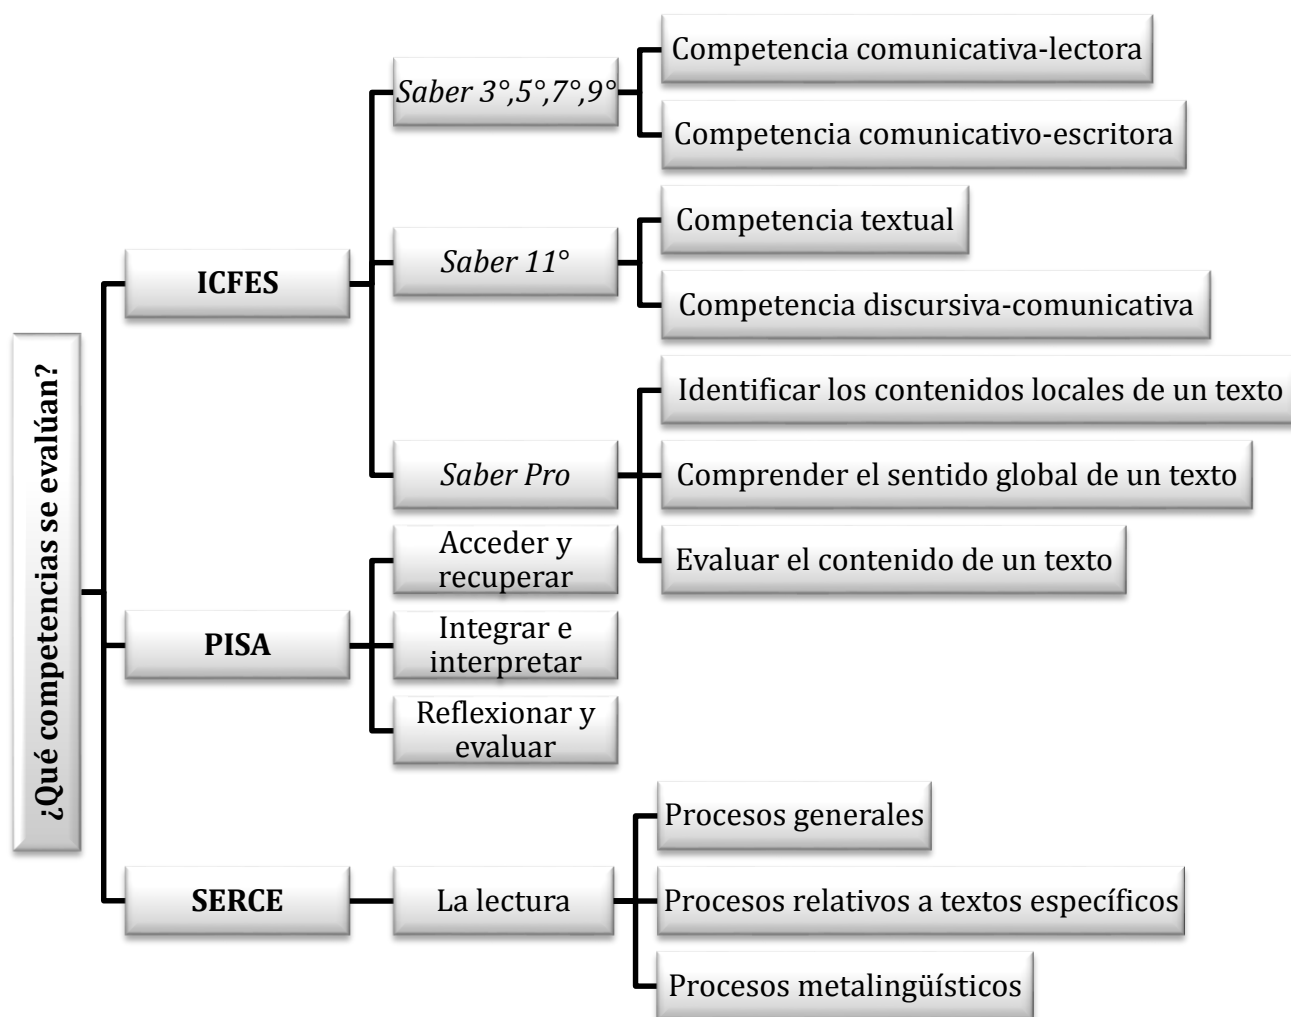 ¿Qué competencias se evalúan?
ICFES
Saber 3°,5°,7°,9°
Competencia comunicativa-lectora
Competencia comunicativo-escritora
Saber 11°
Competencia textual
Competencia discursiva-comunicativa
Saber Pro
Identificar los contenidos locales de un texto
Comprender el sentido global de un texto
Evaluar el contenido de un texto
PISA
Acceder y
recuperar
Integrar e
interpretar
Reflexionar y
evaluar
SERCE
La lectura
Procesos generales
Procesos relativos a textos específicos
Procesos metalingüísticos